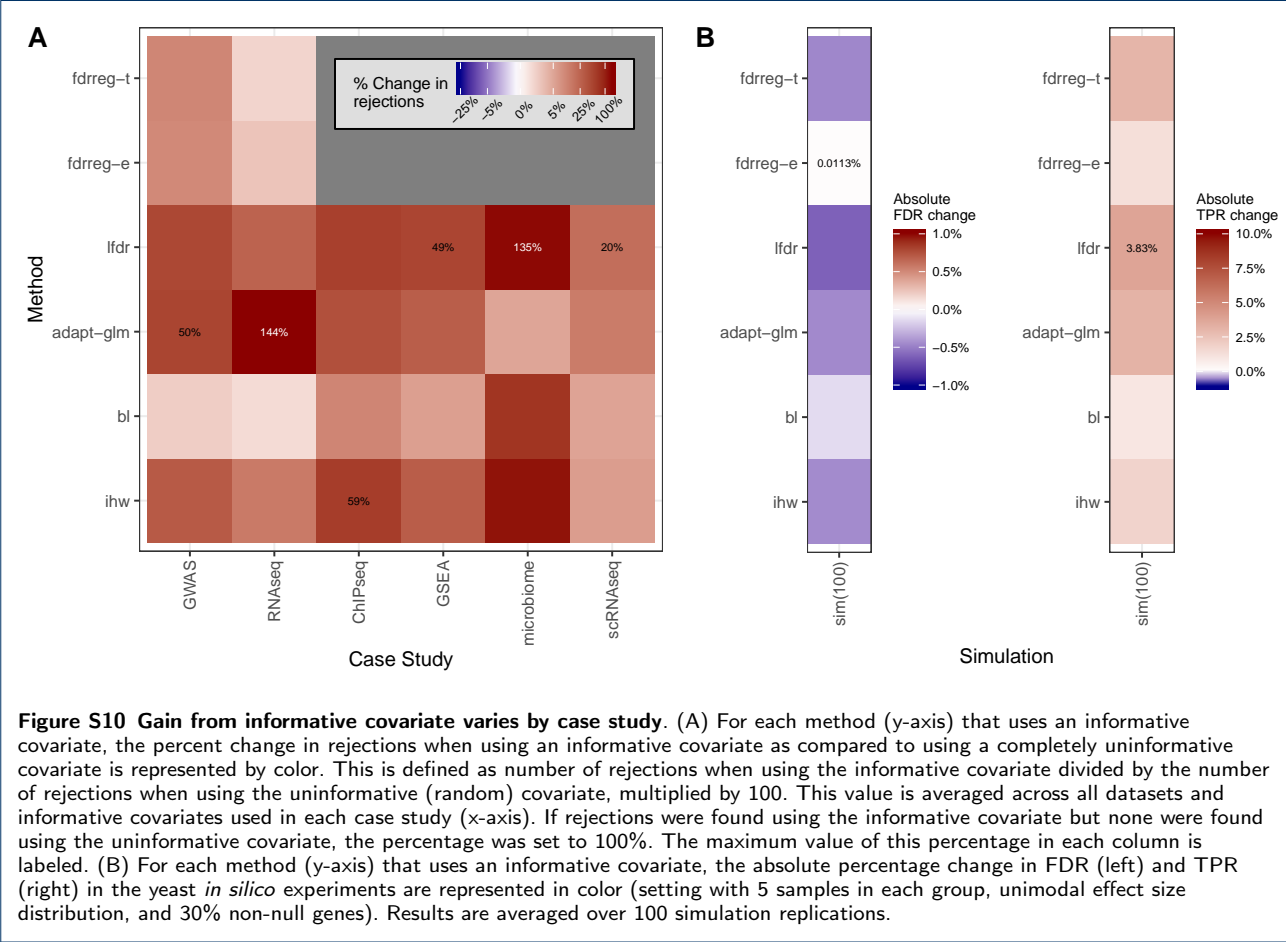 A
B
fdrreg−t
fdrreg−e
lfdr
adapt−glm
bl
ihw
Method
% Change in
rejections
−25%
−5%
0%
5%
25%
100%
49%
135%
20%
50%
144%
59%
GWAS
RNAseq
ChIPseq
GSEA
microbiome
scRNAseq
Case Study
fdrreg−t
fdrreg−e
lfdr
adapt−glm
bl
ihw
0.0113%
sim(100)
Absolute
FDR change
1.0%
0.5%
0.0%
−0.5%
−1.0%
fdrreg−t
fdrreg−e
lfdr
adapt−glm
bl
ihw
3.83%
sim(100)
Absolute
TPR change
10.0%
7.5%
5.0%
2.5%
0.0%
Simulation
Figure S10 Gain from informative covariate varies by case study. (A) For each method (y-axis) that uses an informative
covariate, the percent change in rejections when using an informative covariate as compared to using a completely uninformative
covariate is represented by color. This is defined as number of rejections when using the informative covariate divided by the number
of rejections when using the uninformative (random) covariate, multiplied by 100. This value is averaged across all datasets and
informative covariates used in each case study (x-axis). If rejections were found using the informative covariate but none were found
using the uninformative covariate, the percentage was set to 100%. The maximum value of this percentage in each column is
labeled. (B) For each method (y-axis) that uses an informative covariate, the absolute percentage change in FDR (left) and TPR
(right) in the yeast in silico experiments are represented in color (setting with 5 samples in each group, unimodal effect size
distribution, and 30% non-null genes). Results are averaged over 100 simulation replications.